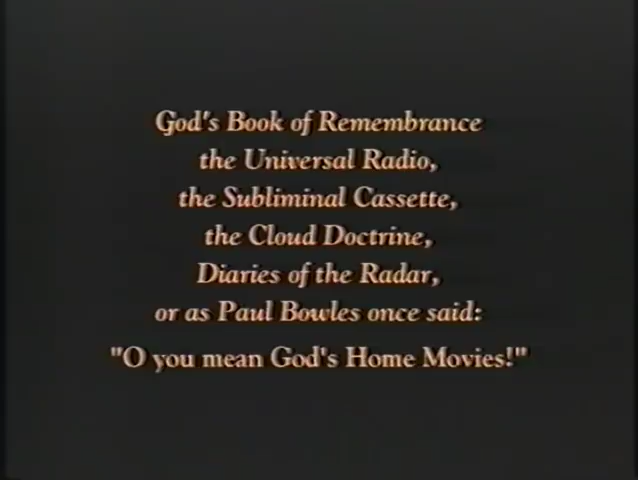 God's Book of Remembrance
the Universal Radio,
the Subliminal Cassette,
the Cloud Doctrine,
Diaries of the Radar,
or as Paul Bowles once said:
"O you mean God's Home Movies!"